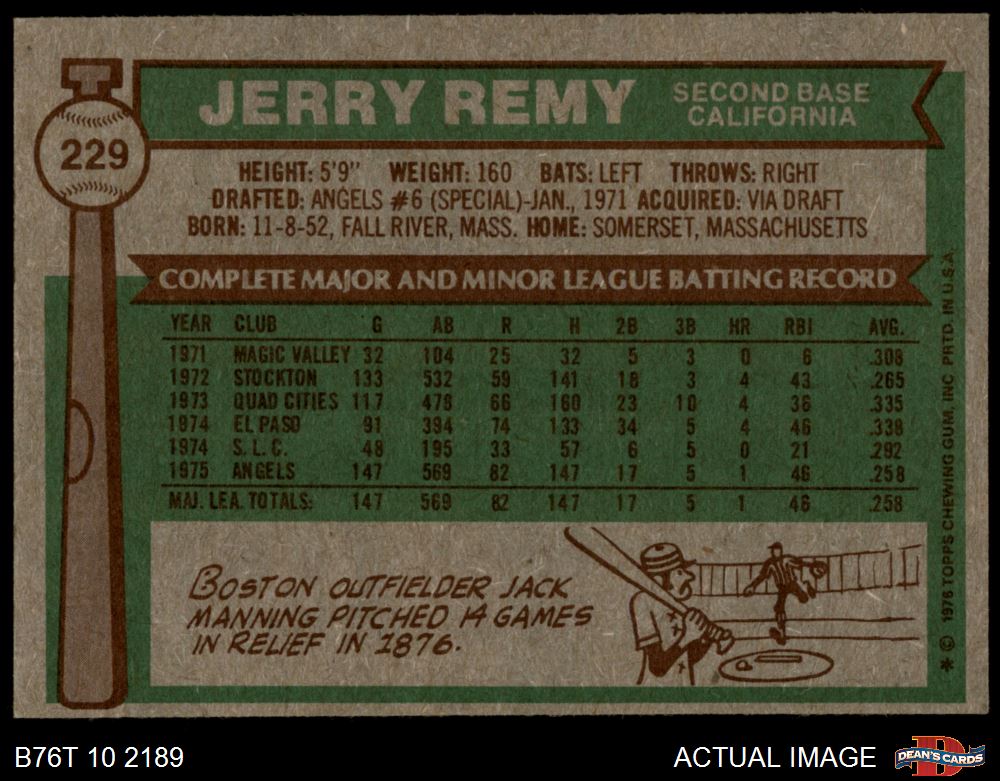 JERRY REMY
SECOND BASE
CALIFORNIA
229
HEIGHT: 5'9" WEIGHT: 160 BATS: LEFT THROWS: RIGHT
DRAFTED: ANGELS #6 (SPECIAL)-JAN., 1971 ACQUIRED: VIA DRAFT
BORN: 11-8-52, FALL RIVER, MASS. HOME: SOMERSET, MASSACHUSETTS
COMPLETE MAJOR AND MINOR LEAGUE BATTING RECORD
YEAR CLUB G AB R H 2B 3B HR RBI AVG.
1971 MAGIC VALLEY 32 104 25 32 5 3 0 6 .308
1972 STOCKTON 133 532 59 141 18 3 4 43 .265
1973 QUAD CITIES 117 478 66 160 23 10 4 36 .335
1974 EL PASO 91 394 74 133 34 5 4 46 .338
1974 S.L.C. 48 195 33 57 6 5 0 21 .292
1975 ANGELS 147 569 82 147 17 5 1 46 .258
MAJ. LEA. TOTALS: 147 569 82 147 17 5 1 46 .258
BOSTON OUTFIELDER JACK
MANNING PITCHED 14 GAMES
IN RELIEF IN 1876.
* © 1976 TOPPS CHEWING GUM, INC. PRTD. IN U.S.A.
B76T 10 2189
ACTUAL IMAGE
DEAN'S CARDS